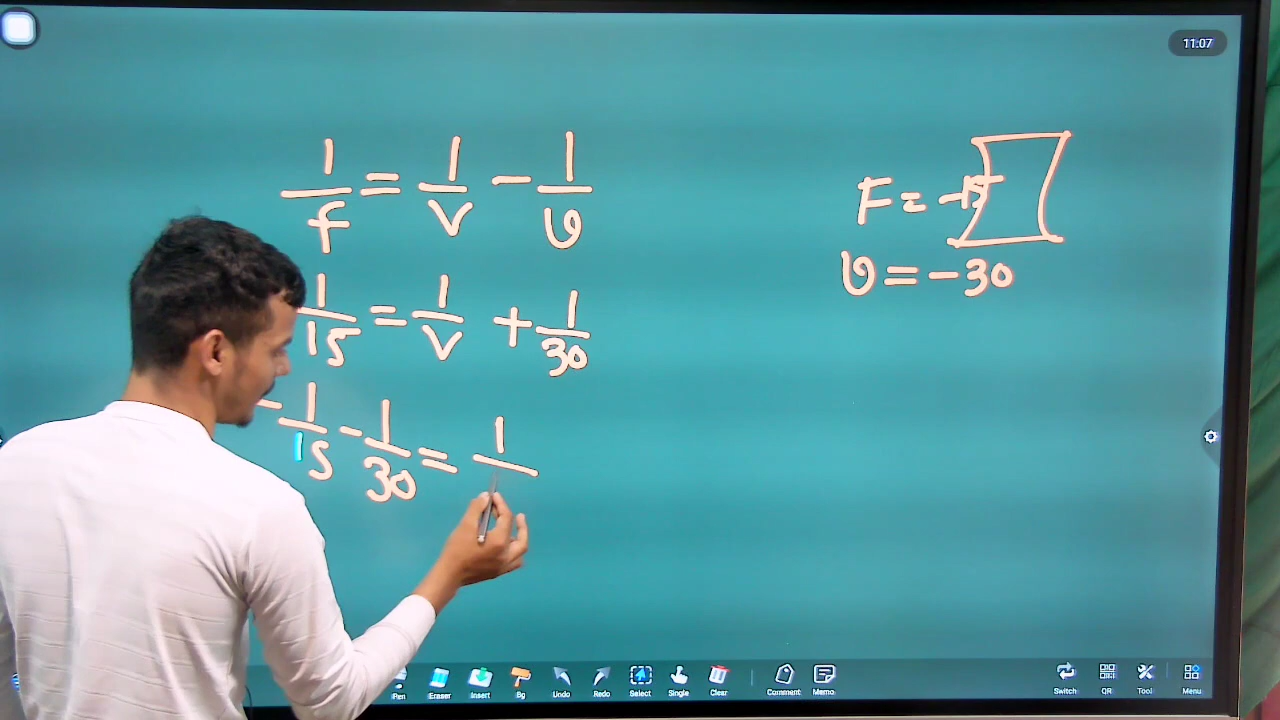 11:07
1/f = 1/v - 1/u
F = -15
u = -30
1/15 = 1/v + 1/30
-1/15 - 1/30 = 1/
Pen Eraser Insert Bg Undo Redo Select Single Clear Comment Memo Switch QR Tool Menu